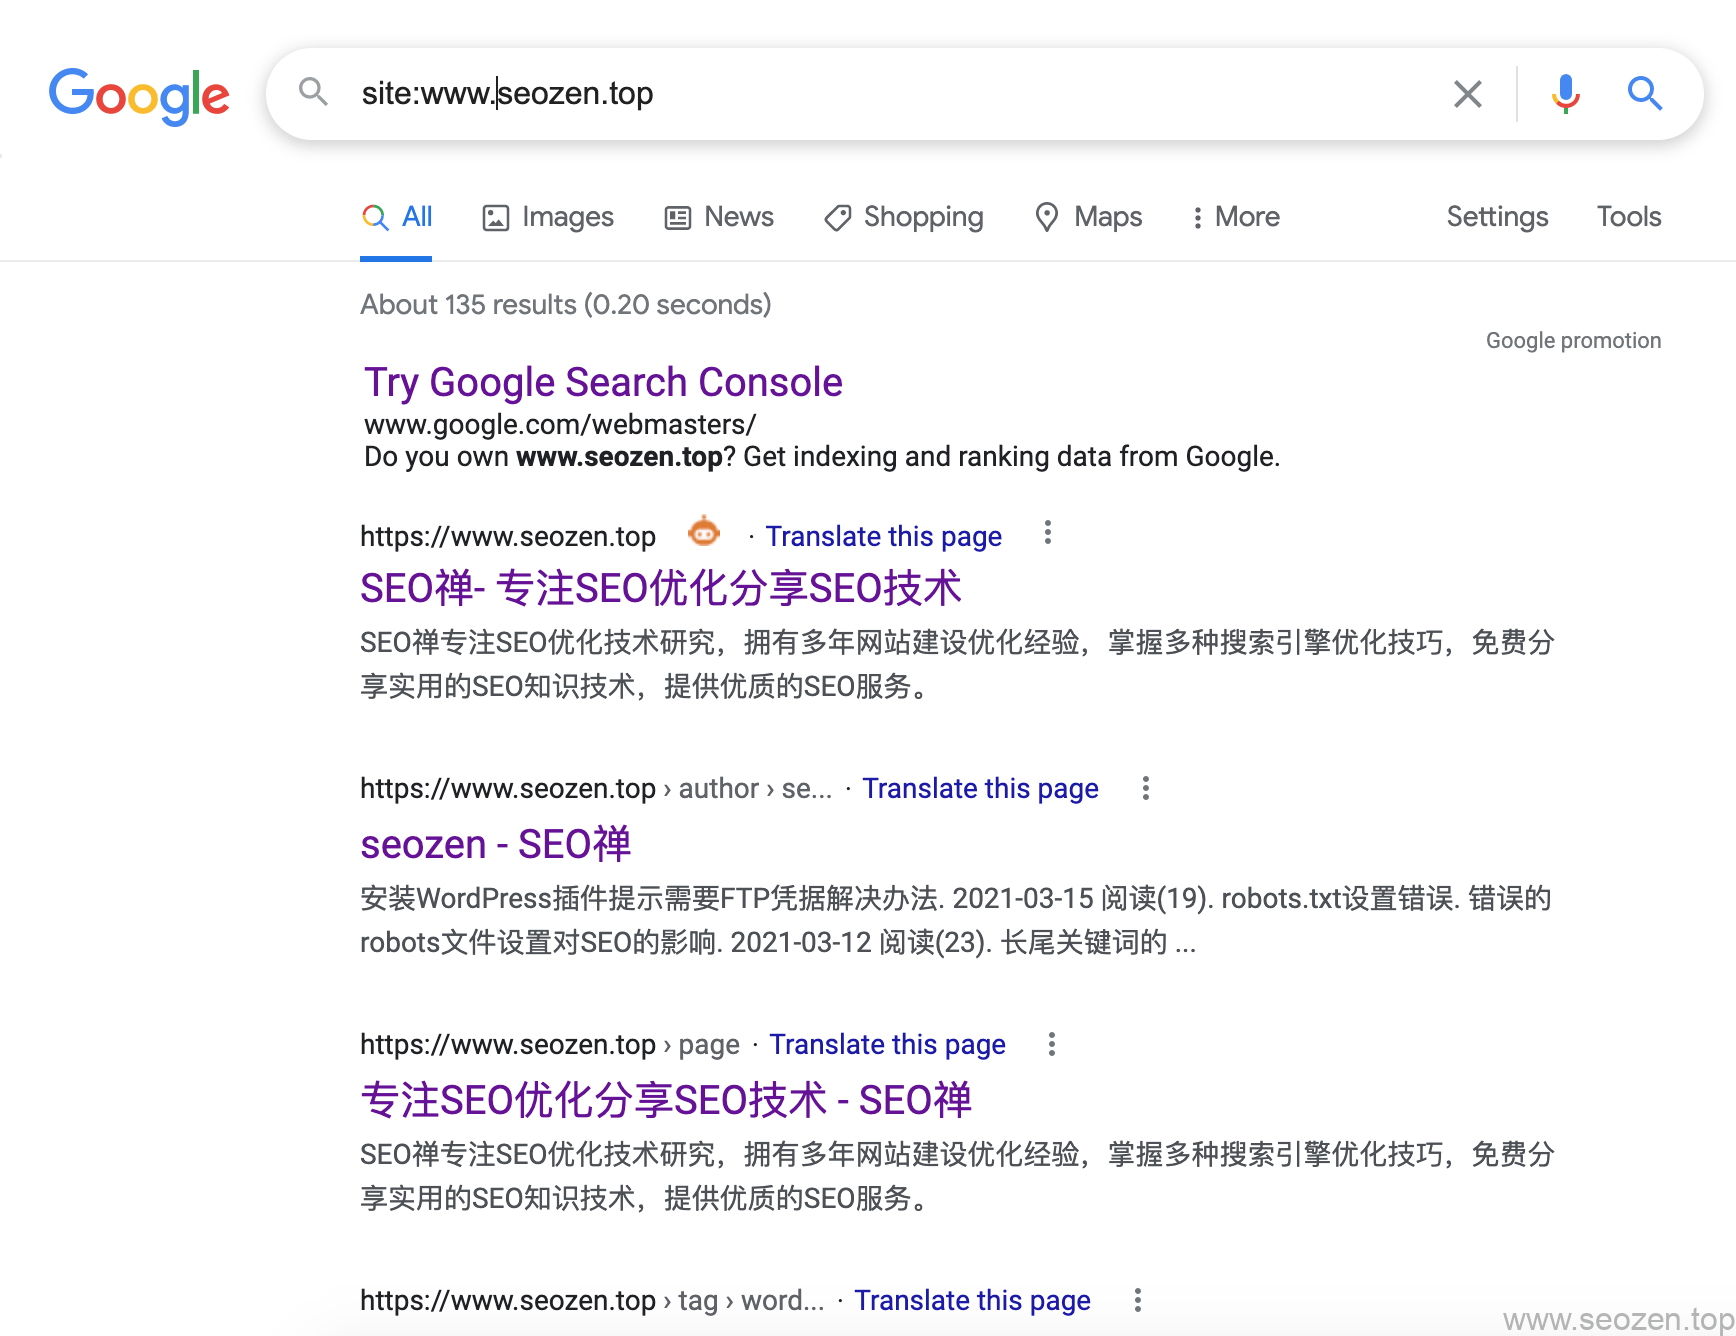 Google
site:www.seozen.top
All Images News Shopping Maps More Settings Tools
About 135 results (0.20 seconds)
Google promotion
Try Google Search Console
www.google.com/webmasters/
Do you own www.seozen.top? Get indexing and ranking data from Google.
https://www.seozen.top · Translate this page
SEO禅- 专注SEO优化分享SEO技术
SEO禅专注SEO优化技术研究，拥有多年网站建设优化经验，掌握多种搜索引擎优化技巧，免费分
享实用的SEO知识技术，提供优质的SEO服务。
https://www.seozen.top › author › se... · Translate this page
seozen - SEO禅
安装WordPress插件提示需要FTP凭据解决办法. 2021-03-15 阅读(19). robots.txt设置错误. 错误的
robots文件设置对SEO的影响. 2021-03-12 阅读(23). 长尾关键词的 ...
https://www.seozen.top › page · Translate this page
专注SEO优化分享SEO技术 - SEO禅
SEO禅专注SEO优化技术研究，拥有多年网站建设优化经验，掌握多种搜索引擎优化技巧，免费分
享实用的SEO知识技术，提供优质的SEO服务。
https://www.seozen.top › tag › word... · Translate this page
www.seozen.top